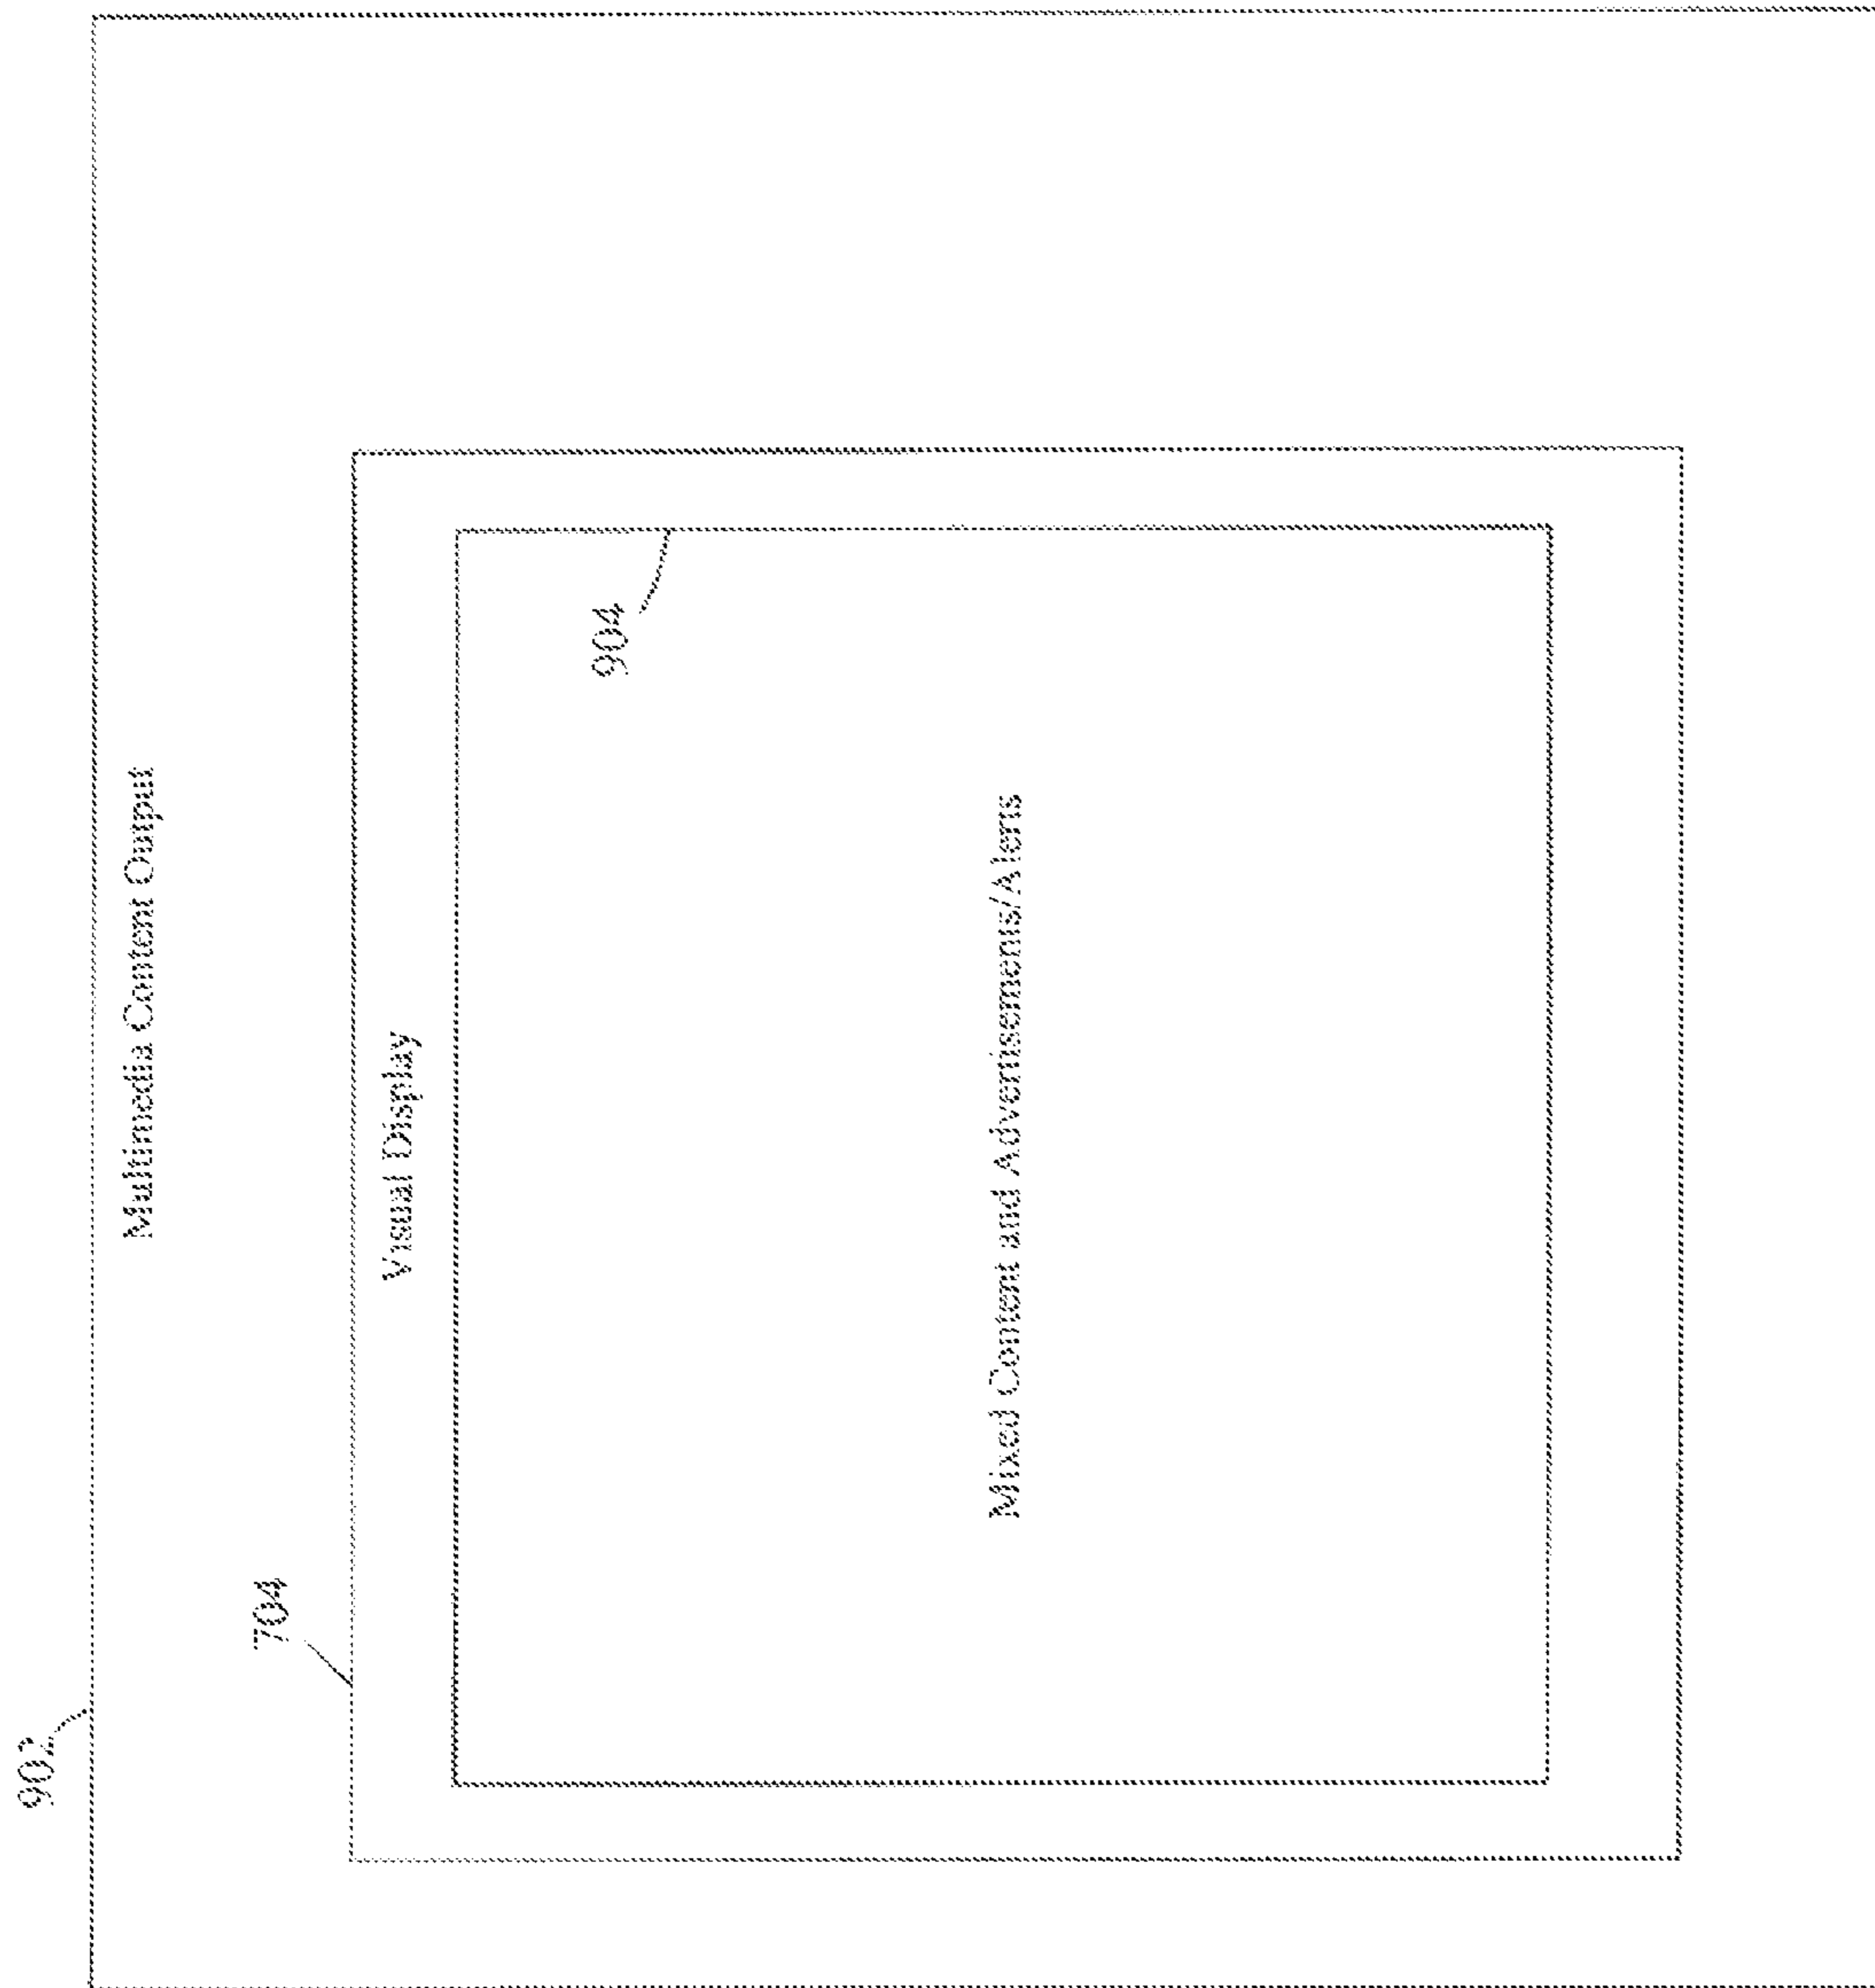 902
Multimedia Content Output
704
Visual Display
904
Mixed Content and Advertisements/Alerts